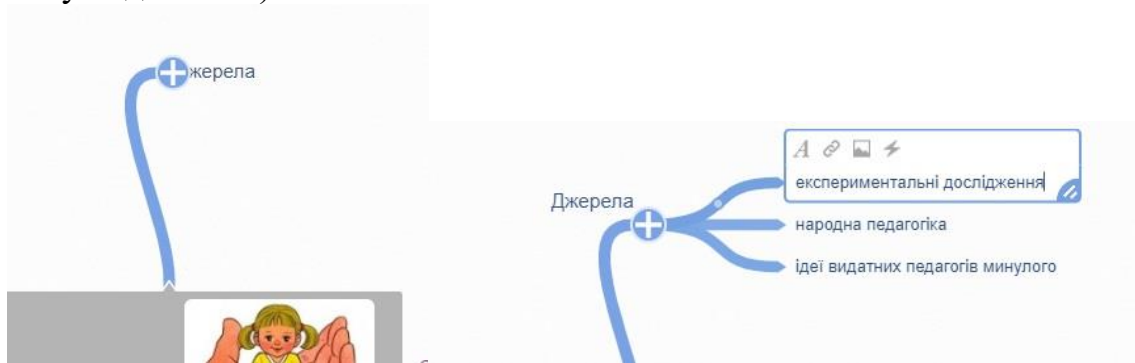 жерела
Джерела
експериментальні дослідження
народна педагогіка
ідеї видатних педагогів минулого